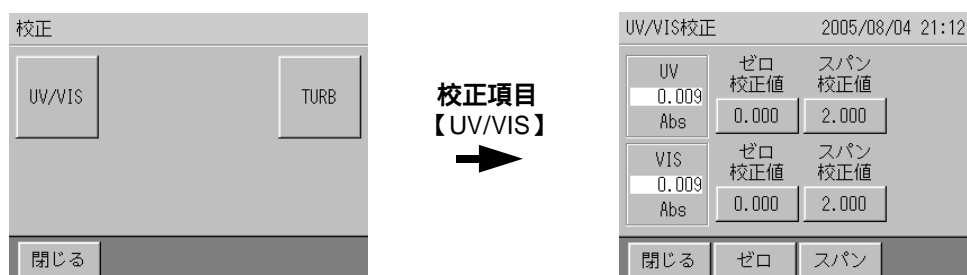 校正
UV/VIS
TURB
閉じる
校正項目
【UV/VIS】
UV/VIS校正 2005/08/04 21:12
UV
0.009
Abs
ゼロ
校正値
0.000
スパン
校正値
2.000
VIS
0.009
Abs
ゼロ
校正値
0.000
スパン
校正値
2.000
閉じる ゼロ スパン